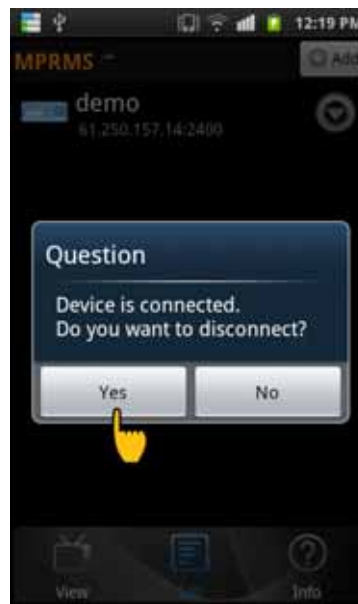 12:19 PM
MPRMS
Add
demo
61.250.157.14:2400
Question
Device is connected.
Do you want to disconnect?
Yes
No
View
Info